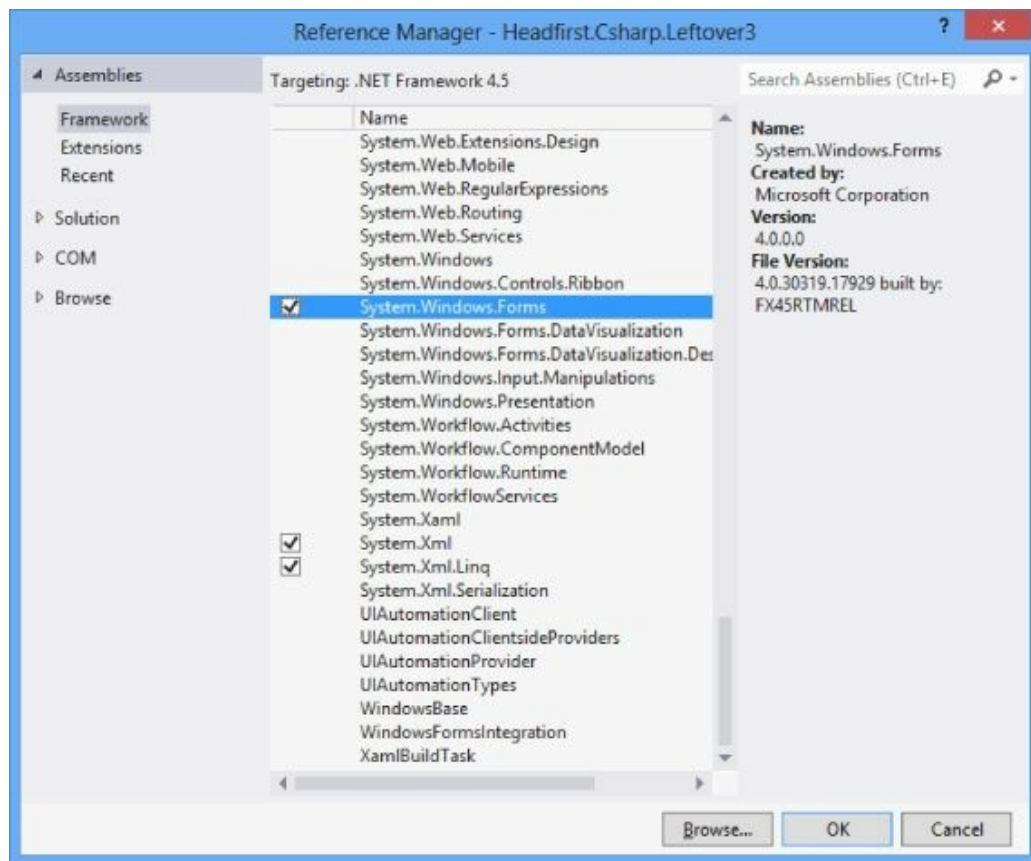 Reference Manager - Headfirst.Csharp.Leftover3
?
Assemblies
Framework
Extensions
Recent
Solution
COM
Browse
Targeting: .NET Framework 4.5
Name
System.Web.Extensions.Design
System.Web.Mobile
System.Web.RegularExpressions
System.Web.Routing
System.Web.Services
System.Windows
System.Windows.Controls.Ribbon
System.Windows.Forms
System.Windows.Forms.DataVisualization
System.Windows.Forms.DataVisualization.Des
System.Windows.Input.Manipulations
System.Windows.Presentation
System.Workflow.Activities
System.Workflow.ComponentModel
System.Workflow.Runtime
System.WorkflowServices
System.Xaml
System.Xml
System.Xml.Linq
System.Xml.Serialization
UIAutomationClient
UIAutomationClientsideProviders
UIAutomationProvider
UIAutomationTypes
WindowsBase
WindowsFormsIntegration
XamlBuildTask
Search Assemblies (Ctrl+E)
Name:
System.Windows.Forms
Created by:
Microsoft Corporation
Version:
4.0.0.0
File Version:
4.0.30319.17929 built by:
FX45RTMREL
Browse...
OK
Cancel